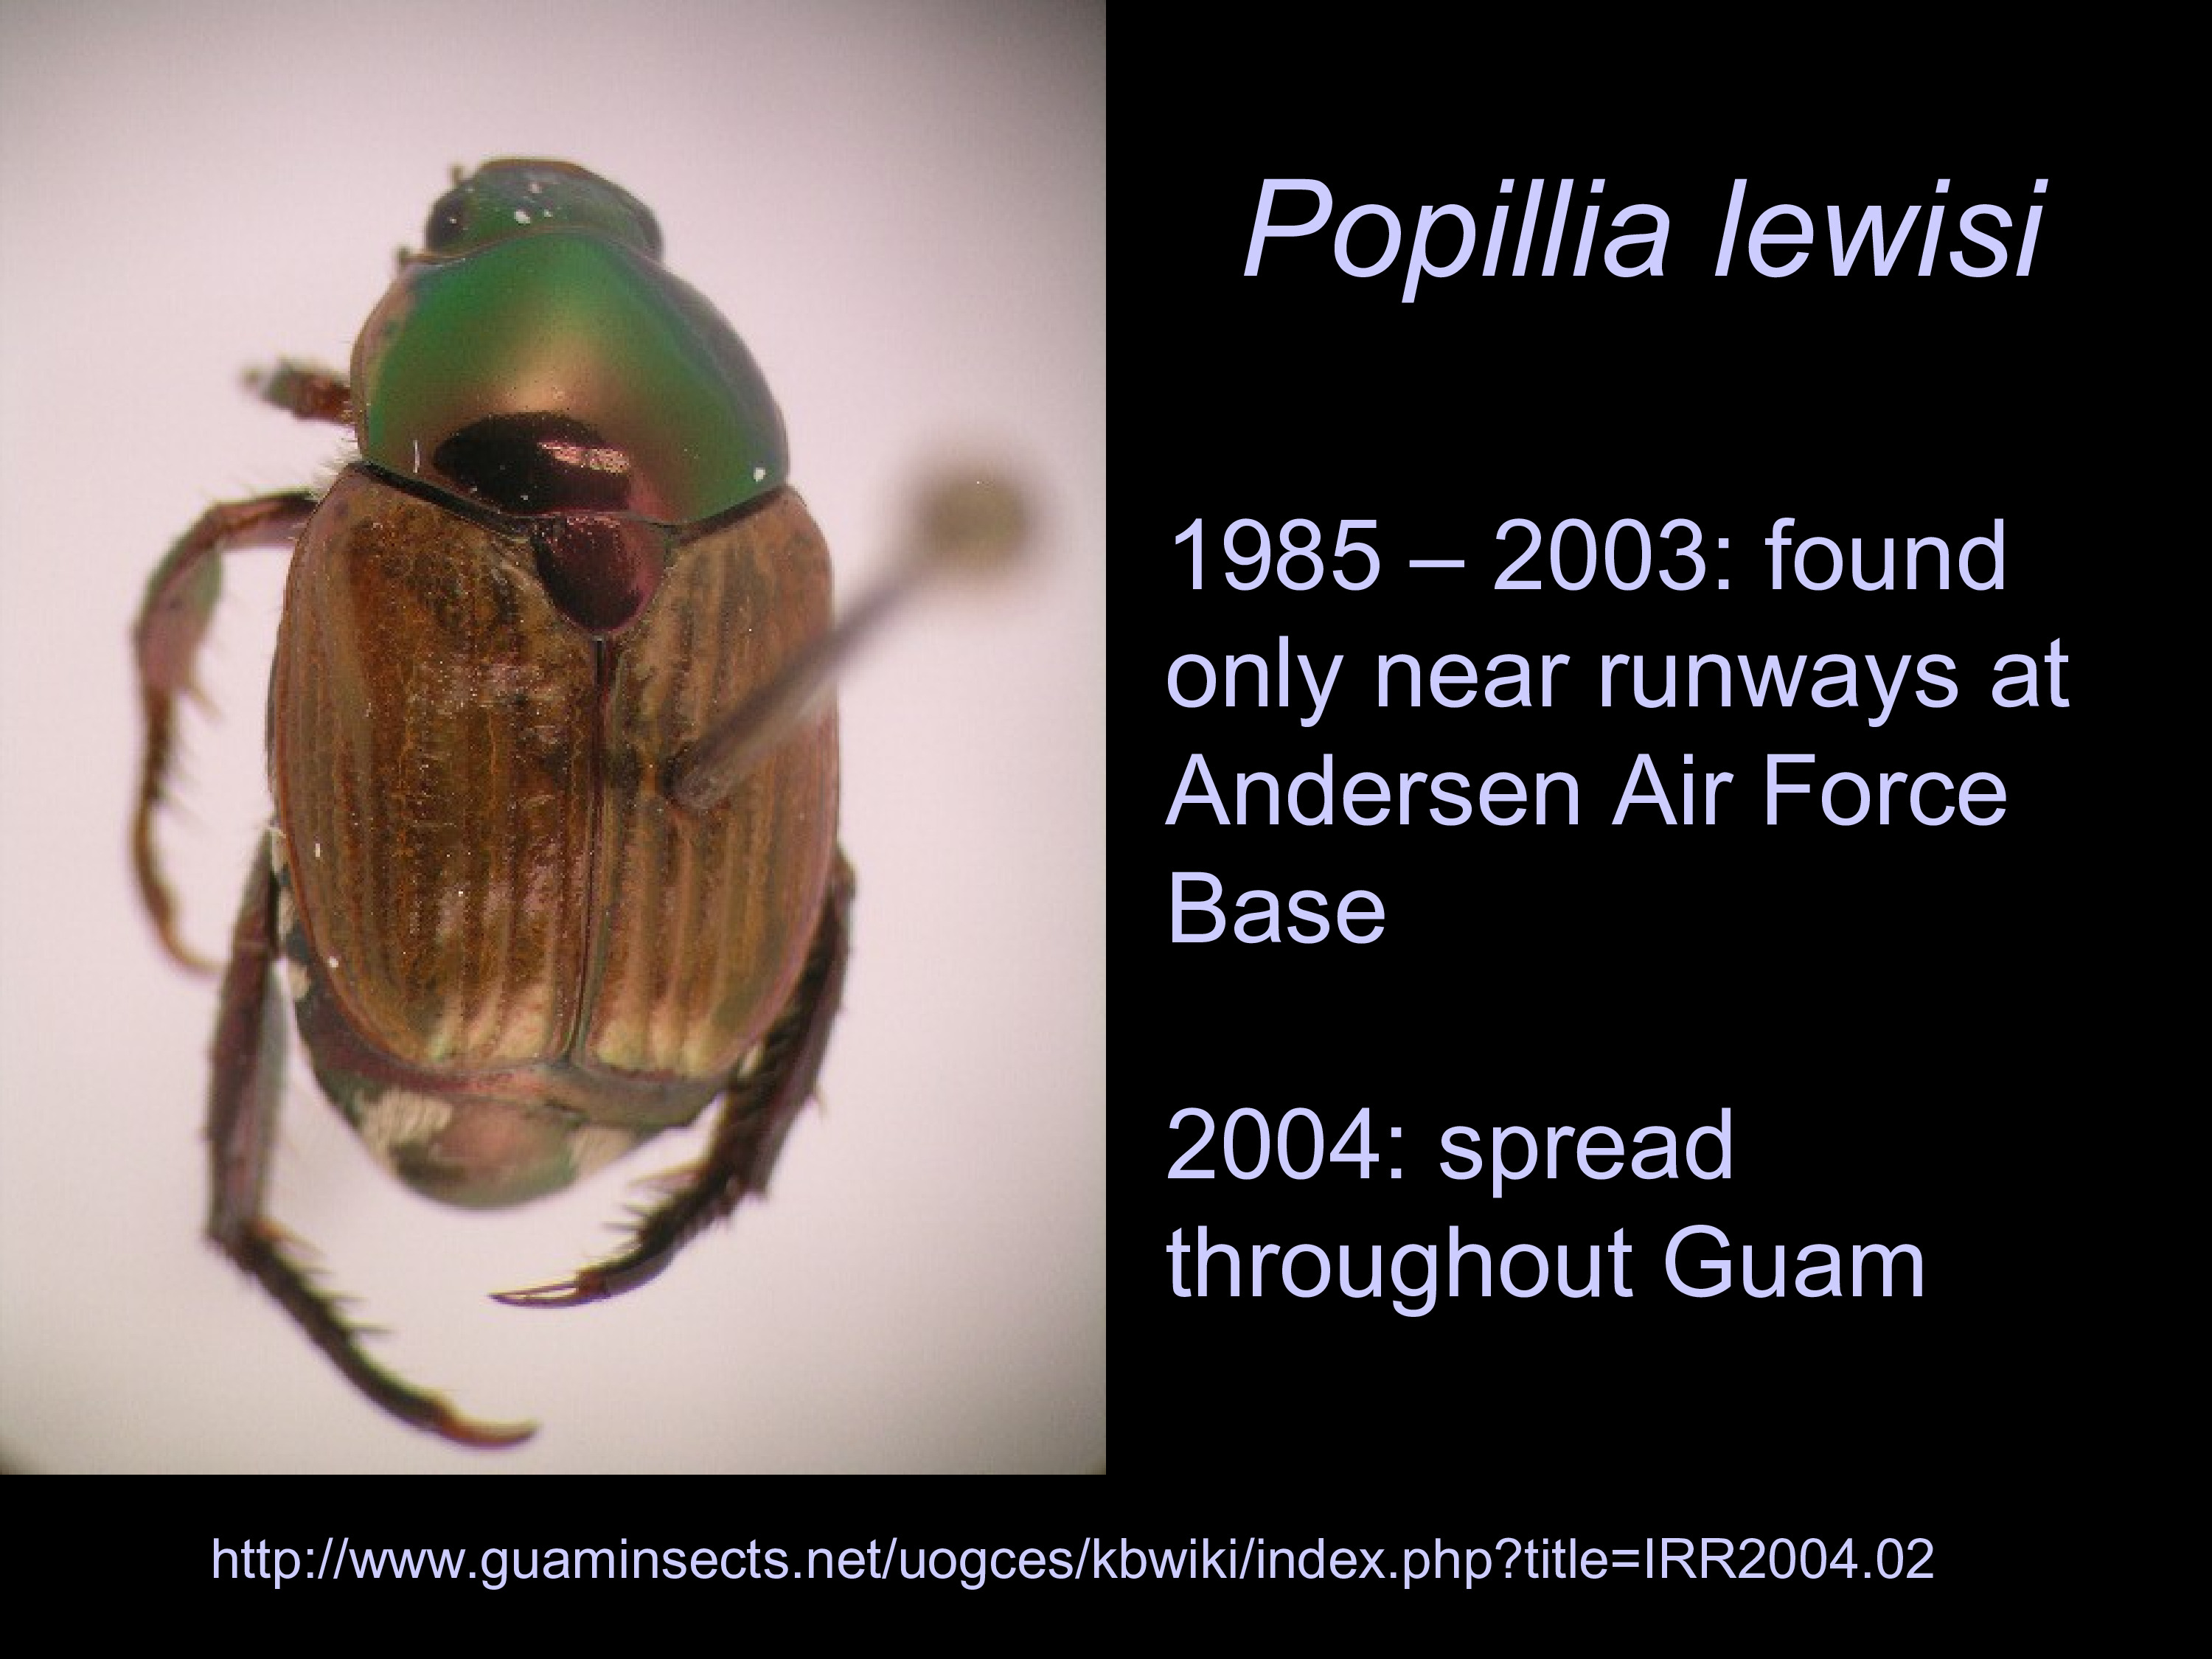 Popillia lewisi
1985 – 2003: found
only near runways at
Andersen Air Force
Base
2004: spread
throughout Guam
http://www.guaminsects.net/uogces/kbwiki/index.php?title=IRR2004.02